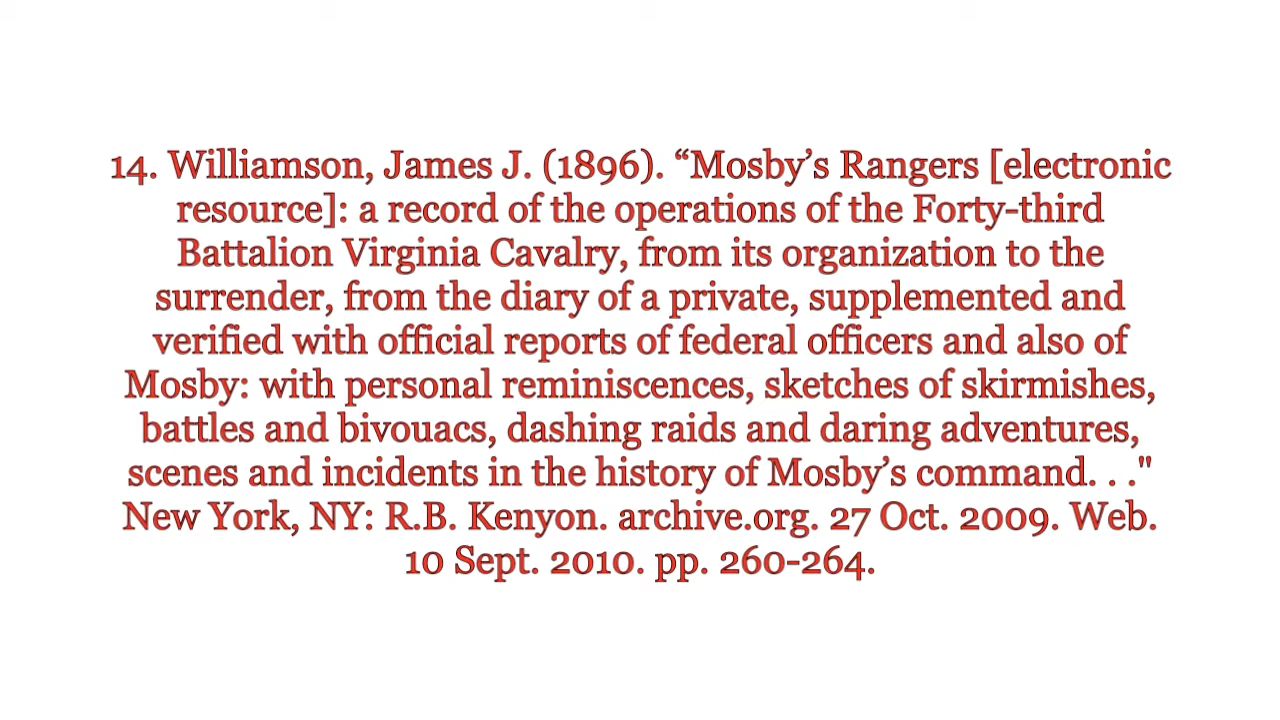 14. Williamson, James J. (1896). “Mosby’s Rangers [electronic
resource]: a record of the operations of the Forty-third
Battalion Virginia Cavalry, from its organization to the
surrender, from the diary of a private, supplemented and
verified with official reports of federal officers and also of
Mosby: with personal reminiscences, sketches of skirmishes,
battles and bivouacs, dashing raids and daring adventures,
scenes and incidents in the history of Mosby’s command. . ."
New York, NY: R.B. Kenyon. archive.org. 27 Oct. 2009. Web.
10 Sept. 2010. pp. 260-264.